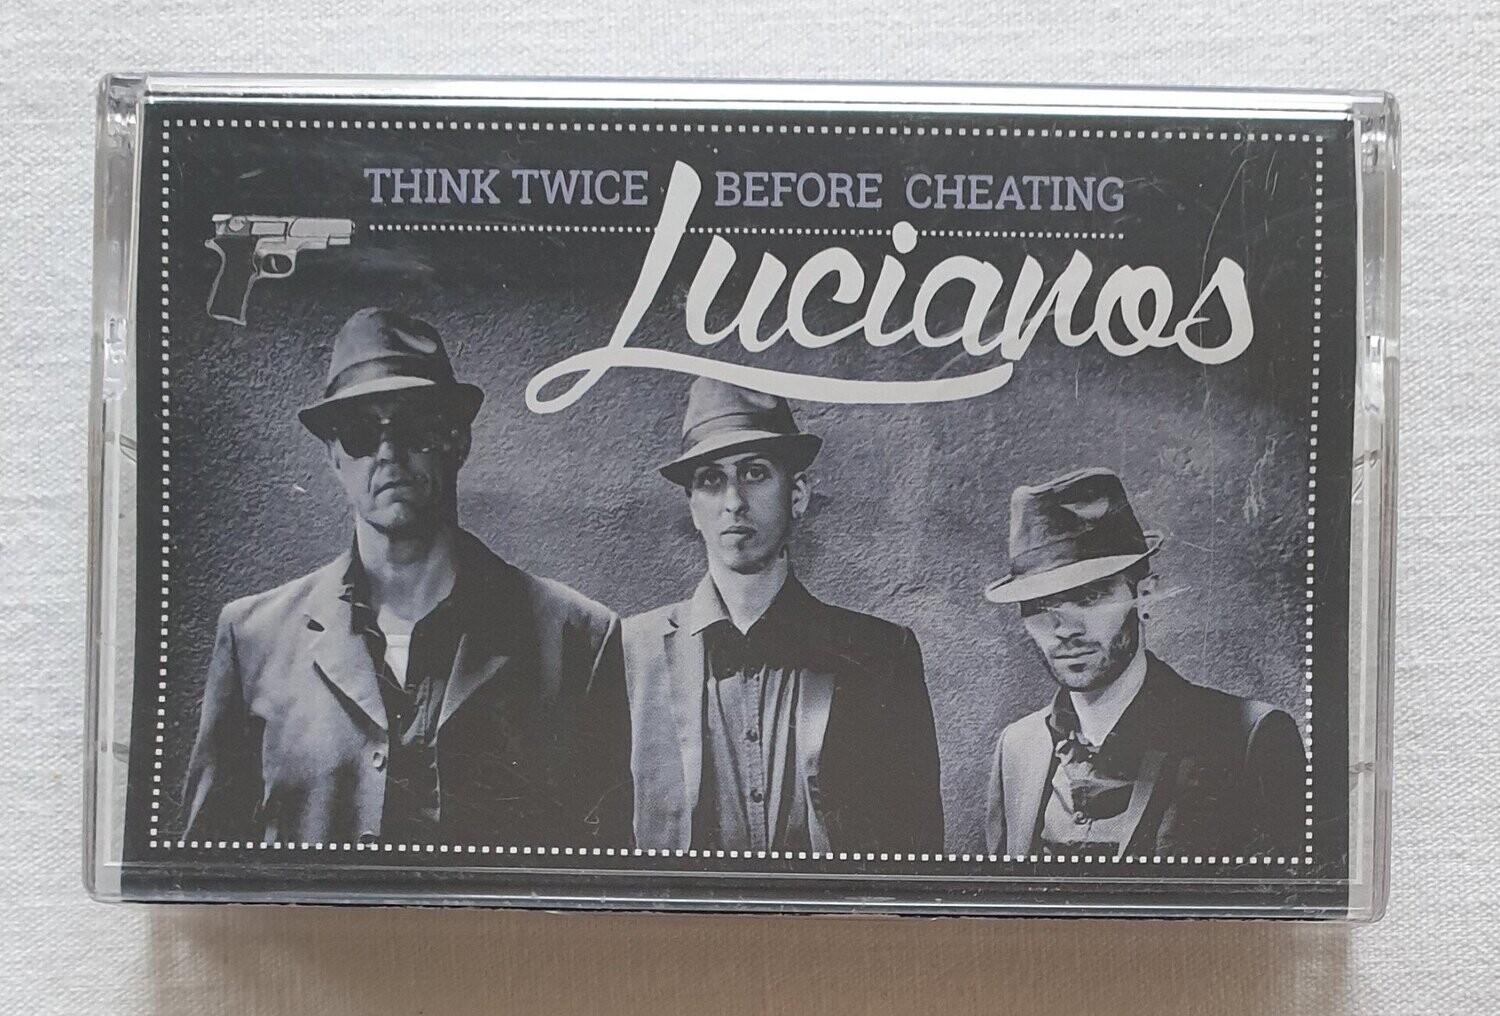 THINK TWICE BEFORE CHEATING
Lucianos